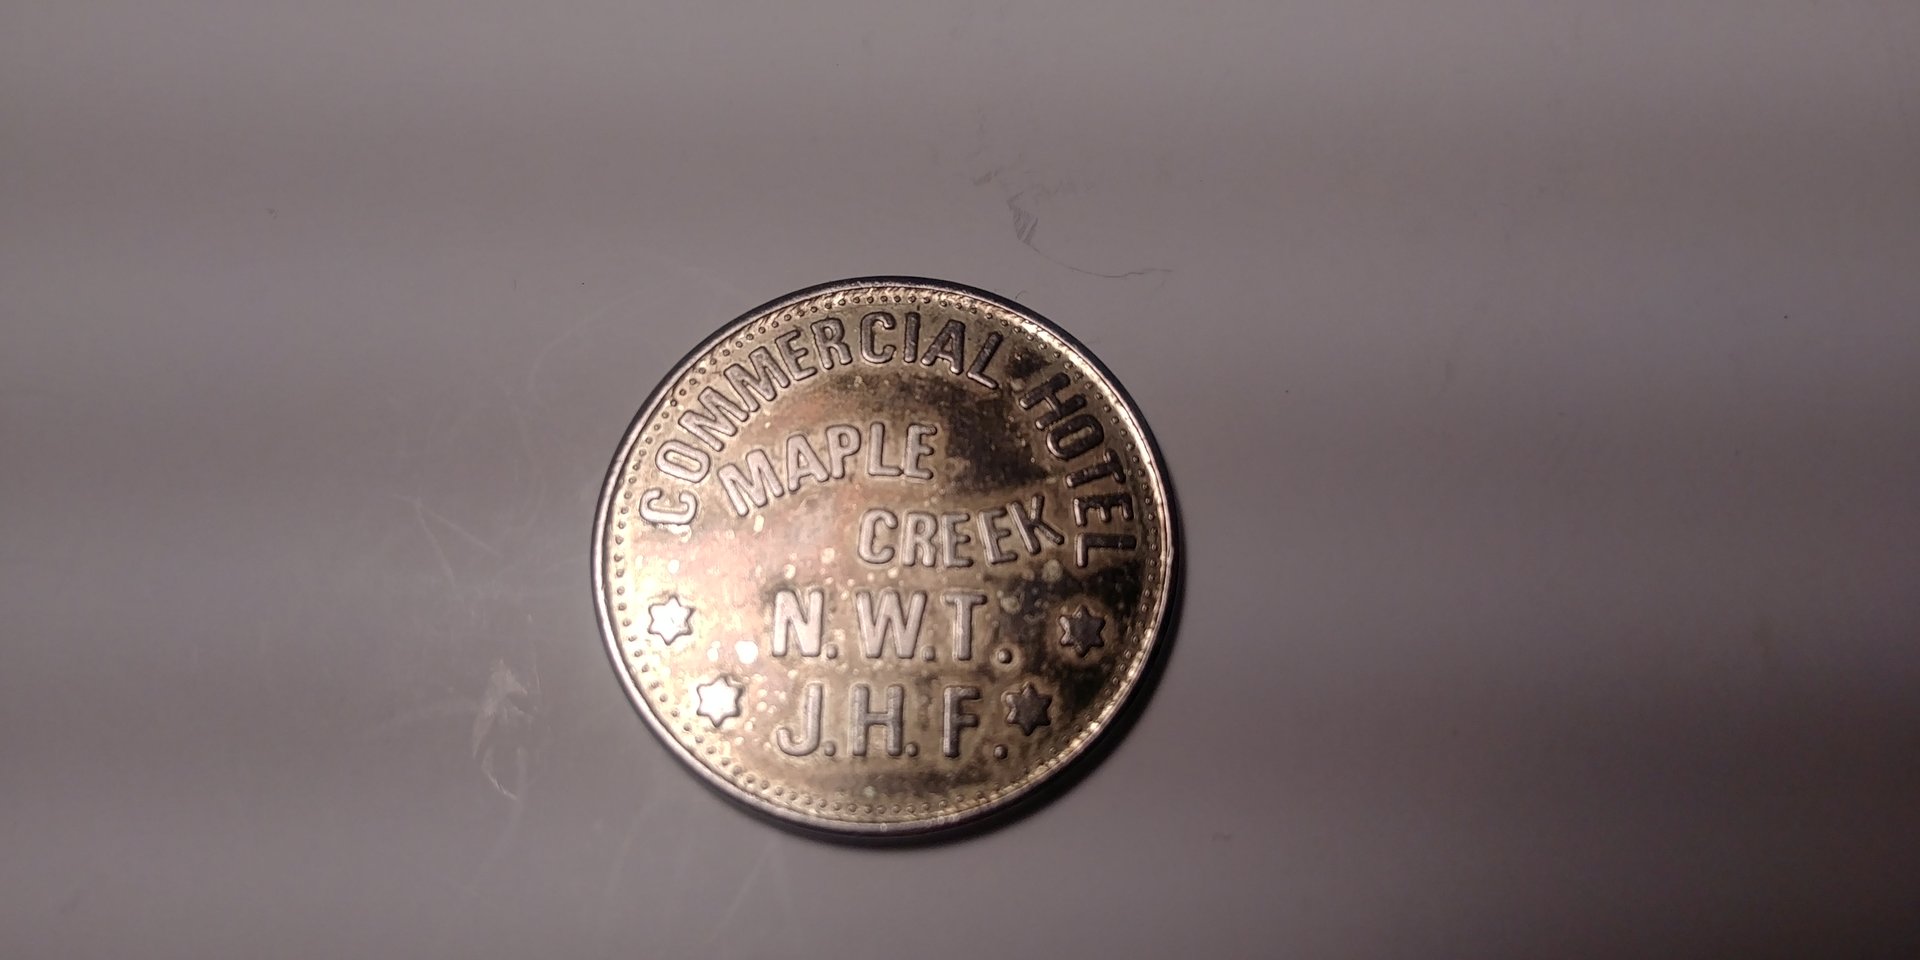 COMMERCIAL HOTEL
MAPLE
CREEK
N.W.T.
J.H.F.